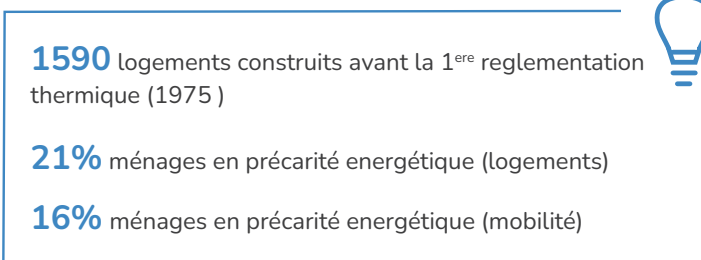 1590 logements construits avant la 1ere reglementation
thermique (1975 )
21% ménages en précarité energétique (logements)
16% ménages en précarité energétique (mobilité)